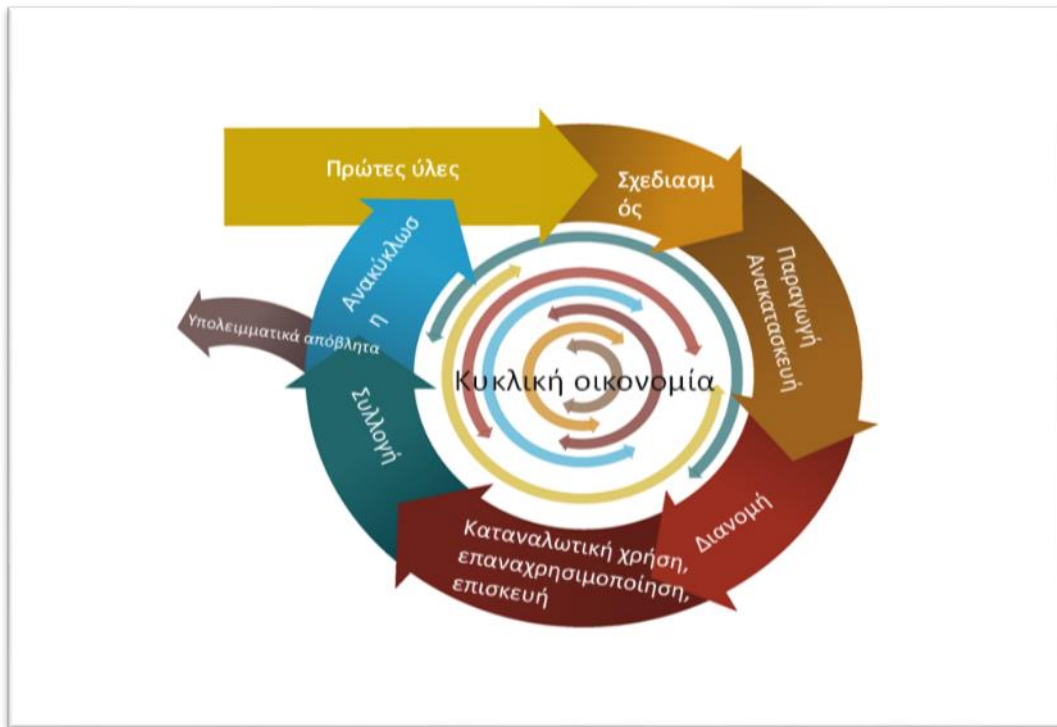 Πρώτες ύλες
Σχεδιασμ
ός
Παραγωγή
Ανακατασκευή
Διανομή
Καταναλωτική χρήση,
επαναχρησιμοποίηση,
επισκευή
Συλλογή
Ανακύκλωσ
η
Υπολειμματικά απόβλητα
Κυκλική οικονομία